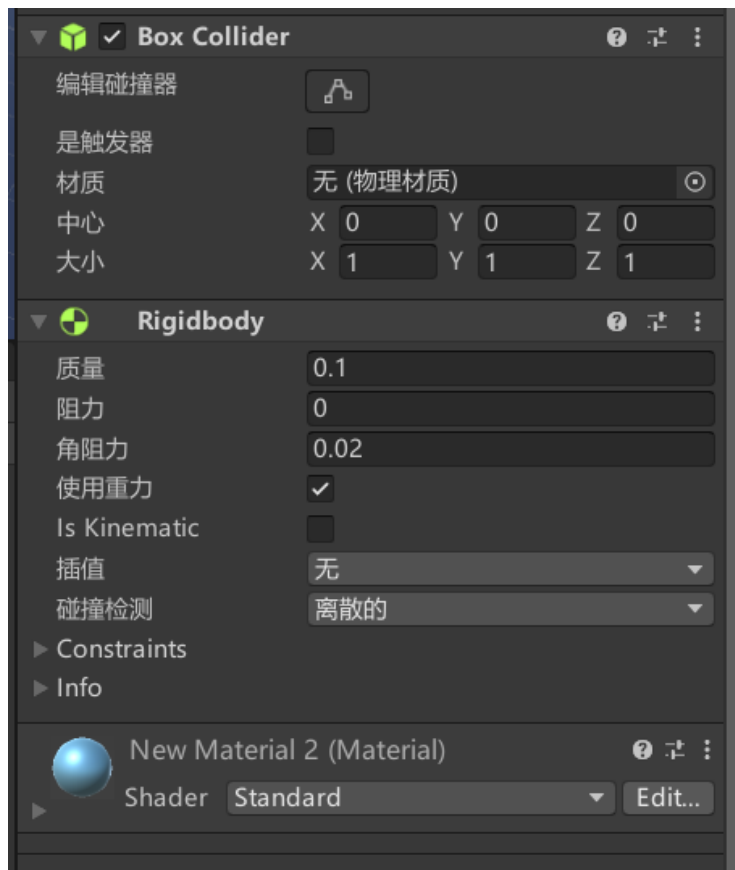 Box Collider
编辑碰撞器
是触发器
材质 无 (物理材质)
中心 X 0 Y 0 Z 0
大小 X 1 Y 1 Z 1
Rigidbody
质量 0.1
阻力 0
角阻力 0.02
使用重力
Is Kinematic
插值 无
碰撞检测 离散的
Constraints
Info
New Material 2 (Material)
Shader Standard Edit...